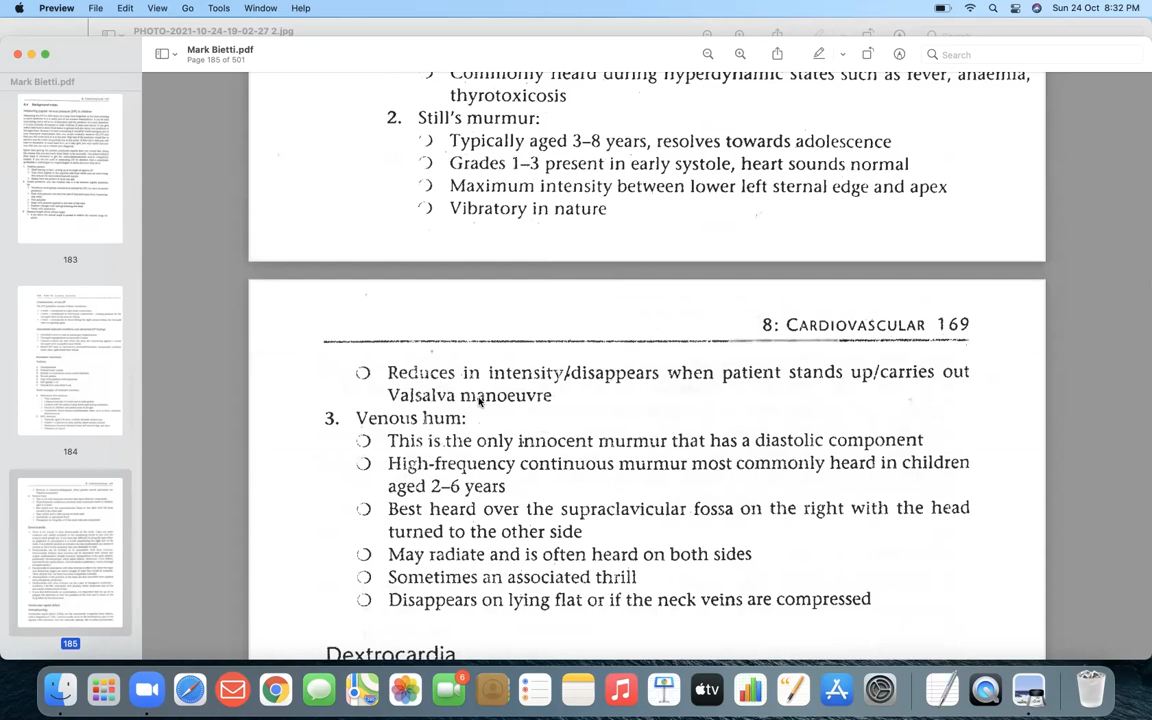 Preview File Edit View Go Tools Window Help Sun 24 Oct 8:32 PM
PHOTO-2021-10-24-19-02-27 2.jpg
Mark Bietti.pdf
Page 185 of 501
Search
Mark Bietti.pdf
183
184
185
Commonly heard during hyperdynamic states such as fever, anaemia,
thyrotoxicosis
2. Still's murmur:
Typically aged 3–8 years, resolves towards adolescence
Grades 1–3 present in early systole, heart sounds normal
Maximum intensity between lower left sternal edge and apex
Vibratory in nature
8: CARDIOVASCULAR 169
Reduces in intensity/disappears when patient stands up/carries out
Valsalva manoeuvre
3. Venous hum:
This is the only innocent murmur that has a diastolic component
High-frequency continuous murmur most commonly heard in children
aged 2–6 years
Best heard over the supraclavicular fossa on the right with the head
turned to the other side
May radiate and is often heard on both sides
Sometimes an associated thrill
Disappears on lying flat or if the neck veins are compressed
Dextrocardia
6
tv